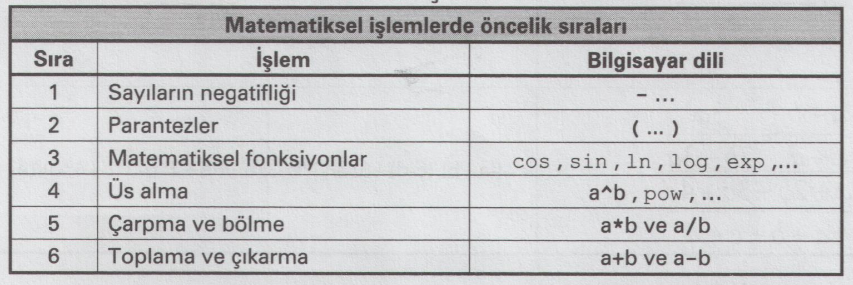 Matematiksel işlemlerde öncelik sıraları
Sıra İşlem Bilgisayar dili
1 Sayıların negatifliği - ...
2 Parantezler ( ... )
3 Matematiksel fonksiyonlar cos, sin, ln, log, exp,...
4 Üs alma a^b, pow, ...
5 Çarpma ve bölme a*b ve a/b
6 Toplama ve çıkarma a+b ve a-b